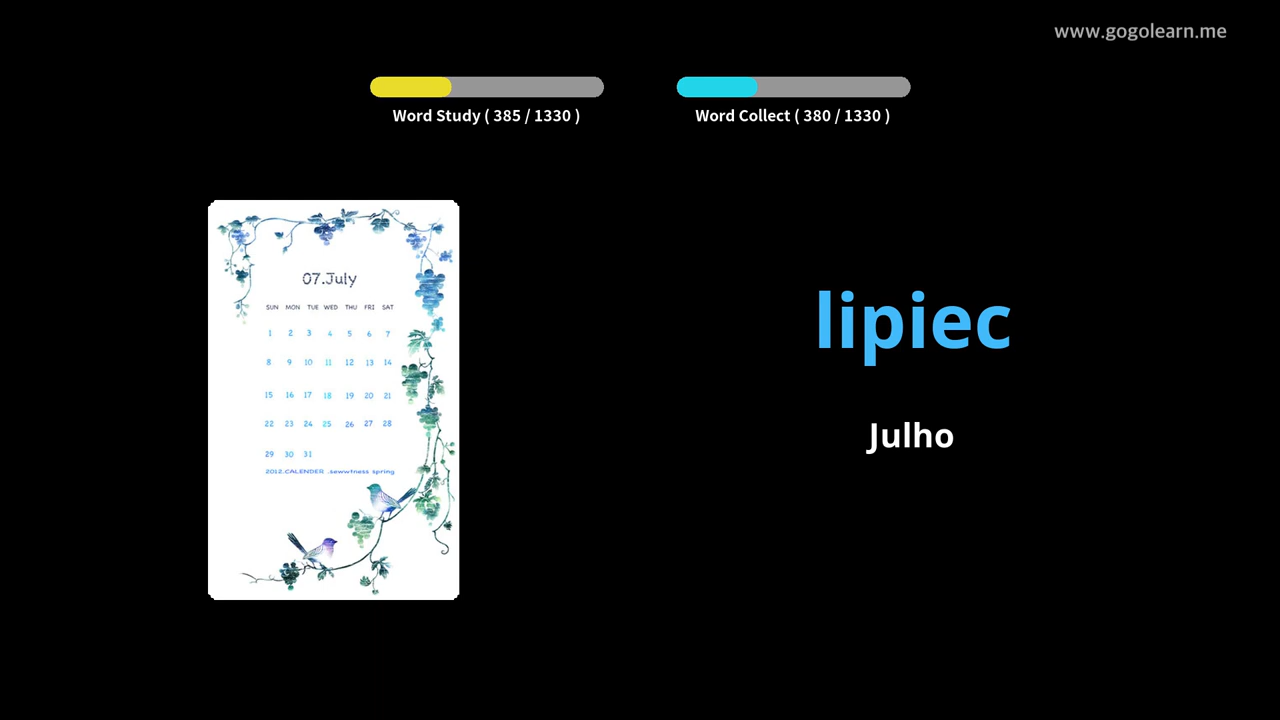 www.gogolearn.me
Word Study ( 385 / 1330 )
Word Collect ( 380 / 1330 )
07.July
SUN MON TUE WED THU FRI SAT
1 2 3 4 5 6 7
8 9 10 11 12 13 14
15 16 17 18 19 20 21
22 23 24 25 26 27 28
29 30 31
2012.CALENDER .sewwtness spring
lipiec
Julho